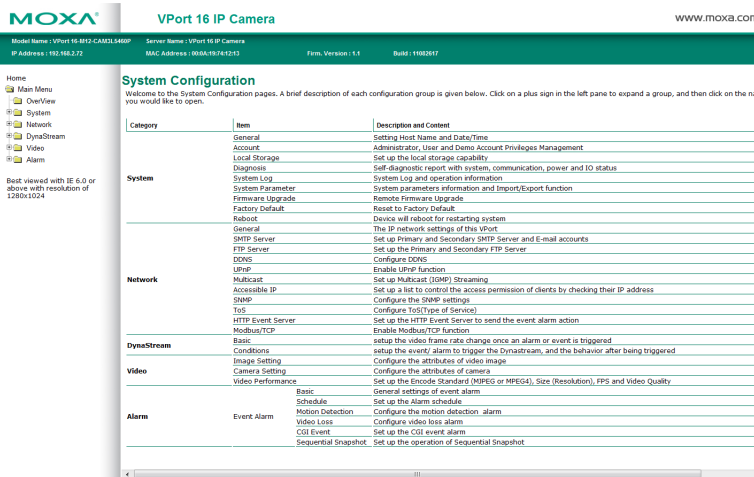 MOXA®
VPort 16 IP Camera
www.moxa.com
Model Name : VPort 16-M12-CAM3L5460P Server Name : VPort 16 IP Camera
IP Address : 192.168.2.72 MAC Address : 00:0A:19:74:12:13 Firm. Version : 1.1 Build : 11082617
Home
Main Menu
OverView
System
Network
DynaStream
Video
Alarm
Best viewed with IE 6.0 or
above with resolution of
1280x1024
System Configuration
Welcome to the System Configuration pages. A brief description of each configuration group is given below. Click on a plus sign in the left pane to expand a group, and then click on the na
you would like to open.
Category Item Description and Content
System
General Setting Host Name and Date/Time
Account Administrator, User and Demo Account Privileges Management
Local Storage Set up the local storage capability
Diagnosis Self-diagnostic report with system, communication, power and IO status
System Log System Log and operation information
System Parameter System parameters information and Import/Export function
Firmware Upgrade Remote Firmware Upgrade
Factory Default Reset to Factory Default
Reboot Device will reboot for restarting system
Network
General The IP network settings of this VPort
SMTP Server Set up Primary and Secondary SMTP Server and E-mail accounts
FTP Server Set up the Primary and Secondary FTP Server
DDNS Configure DDNS
UPnP Enable UPnP function
Multicast Set up Multicast (IGMP) Streaming
Accessible IP Set up a list to control the access permission of clients by checking their IP address
SNMP Configure the SNMP settings
ToS Configure ToS(Type of Service)
HTTP Event Server Set up the HTTP Event Server to send the event alarm action
Modbus/TCP Enable Modbus/TCP function
DynaStream
Basic setup the video frame rate change once an alarm or event is triggered
Conditions setup the event/ alarm to trigger the Dynastream, and the behavior after being triggered
Video
Image Setting Configure the attributes of video image
Camera Setting Configure the attributes of camera
Video Performance Set up the Encode Standard (MJPEG or MPEG4), Size (Resolution), FPS and Video Quality
Alarm
Event Alarm
Basic General settings of event alarm
Schedule Set up the Alarm schedule
Motion Detection Configure the motion detection alarm
Video Loss Configure video loss alarm
CGI Event Set up the CGI event alarm
Sequential Snapshot Set up the operation of Sequential Snapshot